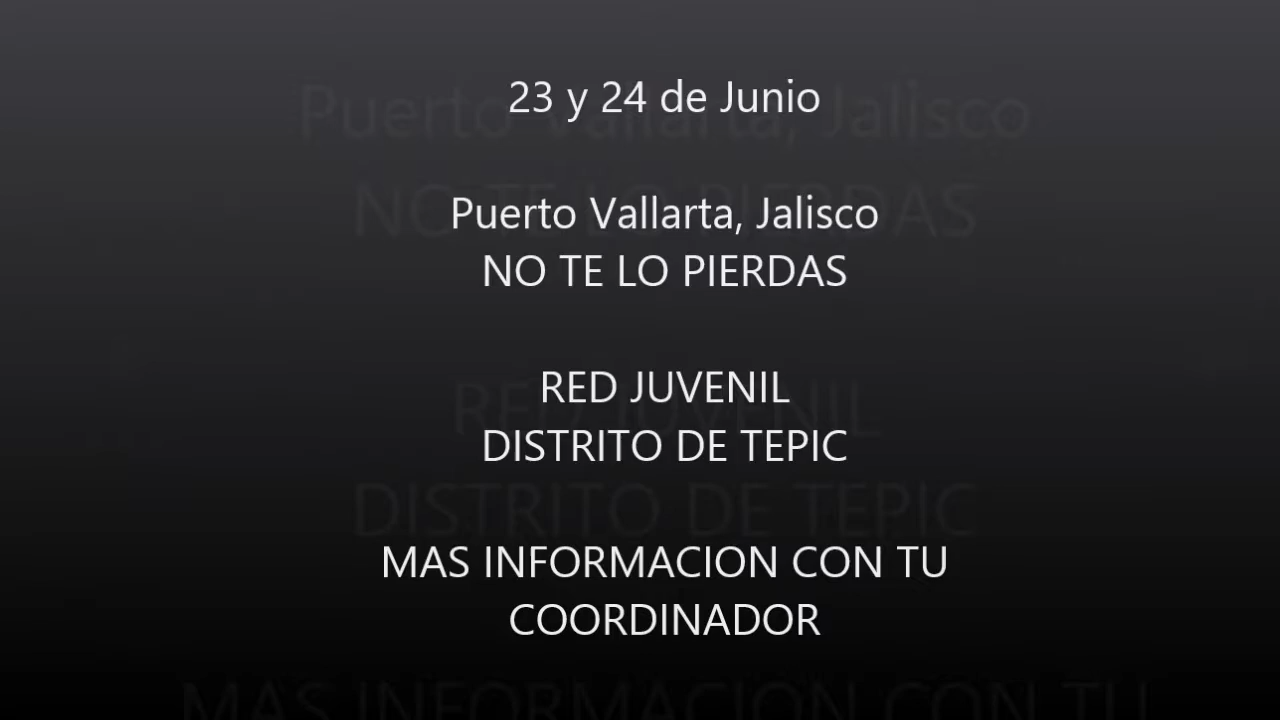 23 y 24 de Junio
Puerto Vallarta, Jalisco
NO TE LO PIERDAS
RED JUVENIL
DISTRITO DE TEPIC
MAS INFORMACION CON TU
COORDINADOR